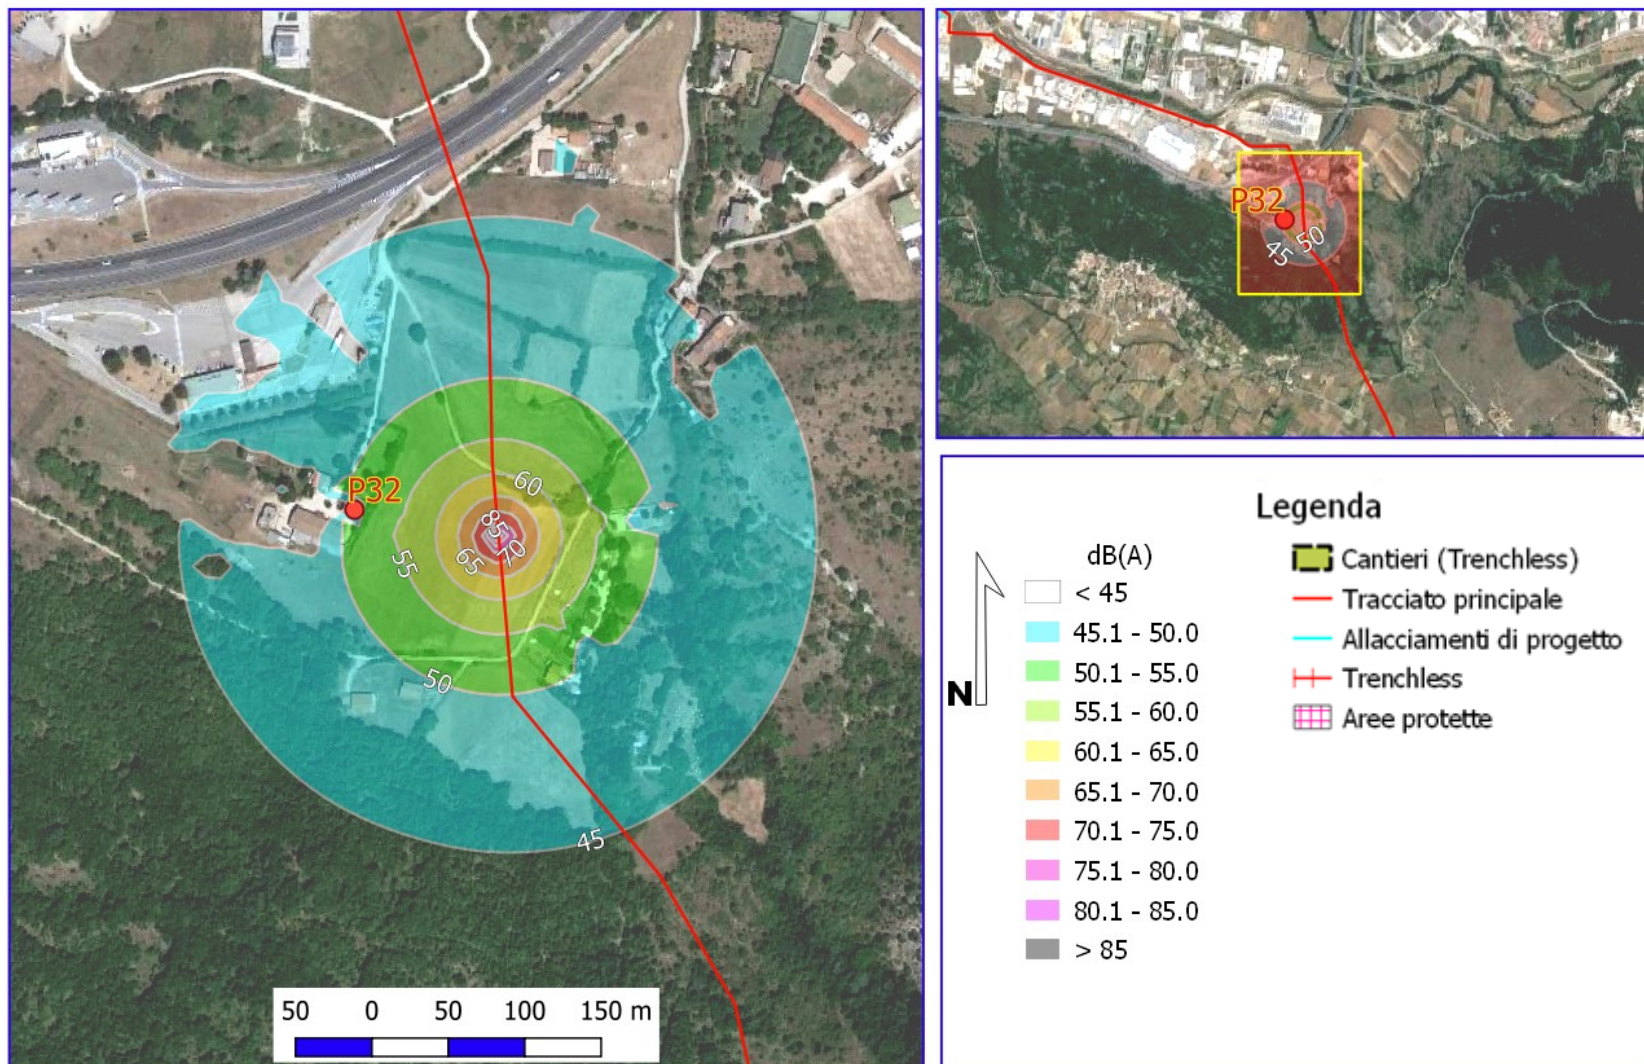 P32
60
85
70
65
55
50
45
50 0 50 100 150 m
P32
45
50
Legenda
dB(A)
< 45
45.1 - 50.0
50.1 - 55.0
55.1 - 60.0
60.1 - 65.0
65.1 - 70.0
70.1 - 75.0
75.1 - 80.0
80.1 - 85.0
> 85
N
Cantieri (Trenchless)
Tracciato principale
Allacciamenti di progetto
Trenchless
Aree protette